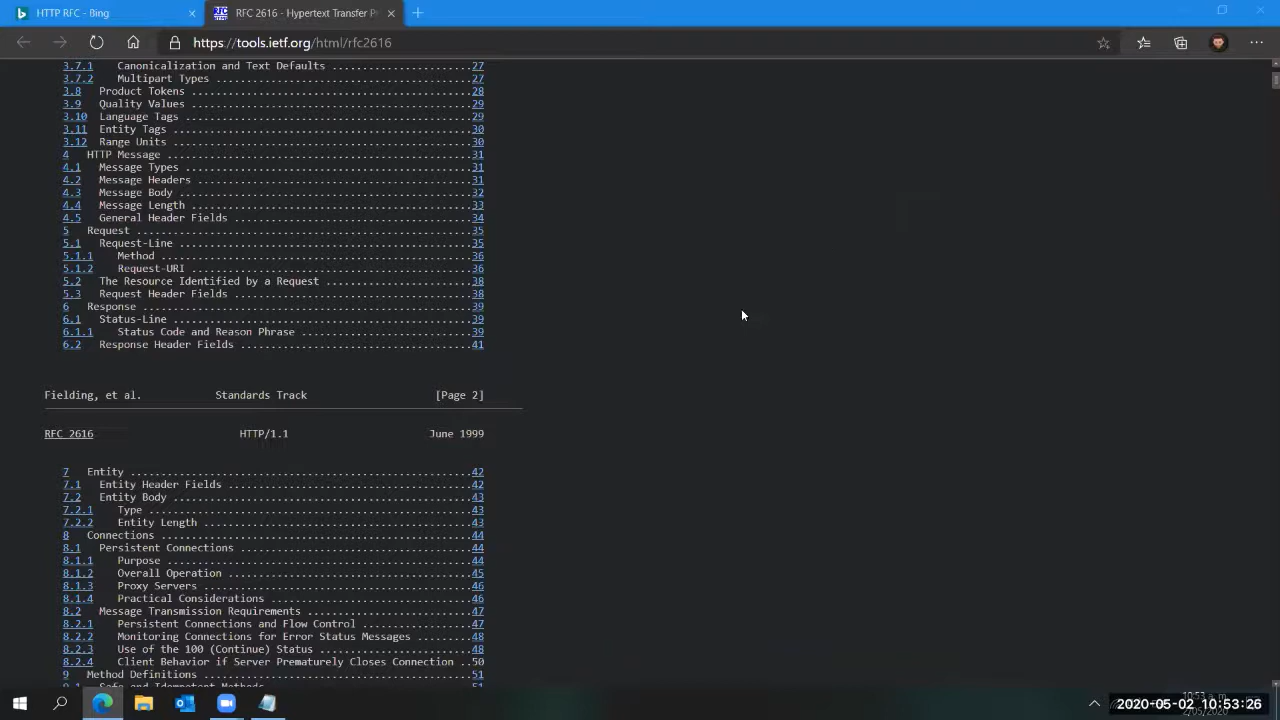 HTTP RFC - Bing
RFC 2616 - Hypertext Transfer P
https://tools.ietf.org/html/rfc2616
3.7.1 Canonicalization and Text Defaults ......................27
3.7.2 Multipart Types .........................................27
3.8 Product Tokens ...............................................28
3.9 Quality Values ...............................................29
3.10 Language Tags ................................................29
3.11 Entity Tags ..................................................30
3.12 Range Units ..................................................30
4 HTTP Message ...................................................31
4.1 Message Types ................................................31
4.2 Message Headers ..............................................31
4.3 Message Body .................................................32
4.4 Message Length ...............................................33
4.5 General Header Fields ........................................34
5 Request ........................................................35
5.1 Request-Line .................................................35
5.1.1 Method ..................................................36
5.1.2 Request-URI .............................................36
5.2 The Resource Identified by a Request .........................38
5.3 Request Header Fields ........................................38
6 Response .......................................................39
6.1 Status-Line ..................................................39
6.1.1 Status Code and Reason Phrase ...........................39
6.2 Response Header Fields .......................................41
Fielding, et al. Standards Track [Page 2]
RFC 2616 HTTP/1.1 June 1999
7 Entity .........................................................42
7.1 Entity Header Fields .........................................42
7.2 Entity Body ..................................................43
7.2.1 Type ....................................................43
7.2.2 Entity Length ...........................................43
8 Connections ....................................................44
8.1 Persistent Connections .......................................44
8.1.1 Purpose .................................................44
8.1.2 Overall Operation .......................................45
8.1.3 Proxy Servers ...........................................46
8.1.4 Practical Considerations ................................46
8.2 Message Transmission Requirements ............................47
8.2.1 Persistent Connections and Flow Control .................47
8.2.2 Monitoring Connections for Error Status Messages ........48
8.2.3 Use of the 100 (Continue) Status ........................48
8.2.4 Client Behavior if Server Prematurely Closes Connection ..50
9 Method Definitions .............................................51
9.1 Safe and Idempotent Methods ..................................51
10:53 a. m.
2/05/2020
2020-05-02 10:53:26